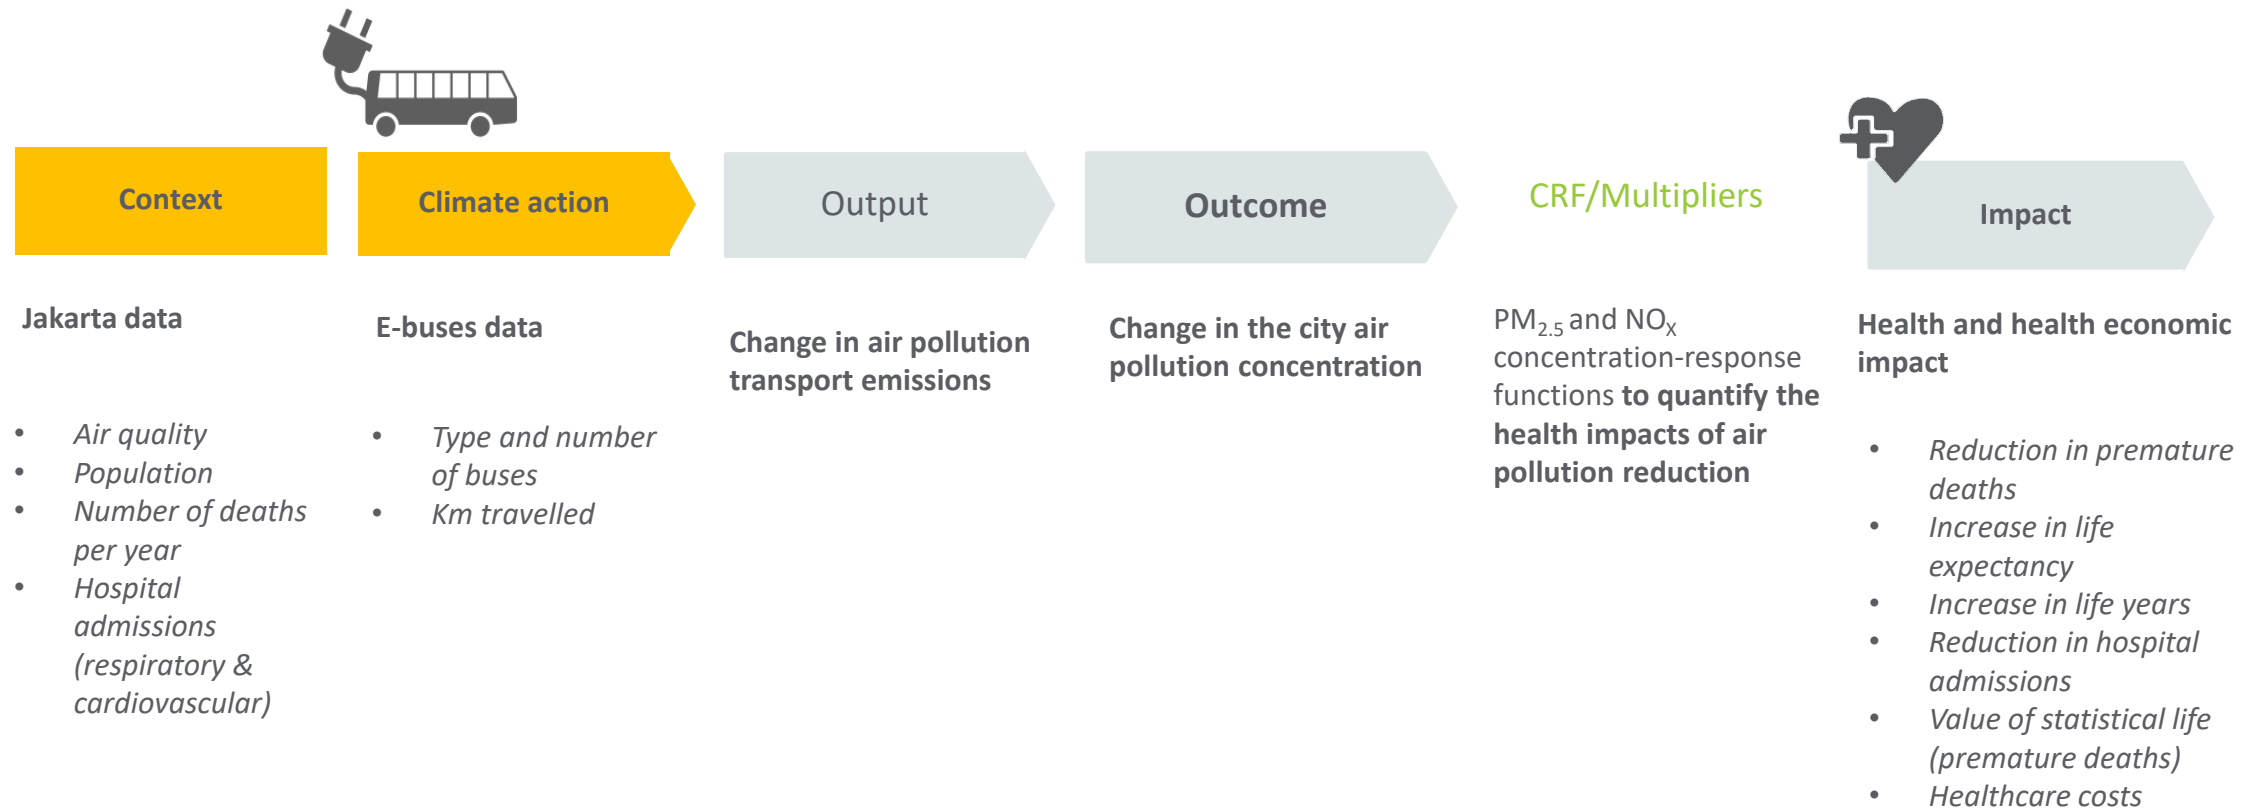 Context
Jakarta data
• Air quality
• Population
• Number of deaths
per year
• Hospital
admissions
(respiratory &
cardiovascular)
Climate action
E-buses data
• Type and number
of buses
• Km travelled
Output
Change in air pollution
transport emissions
Outcome
Change in the city air
pollution concentration
CRF/Multipliers
PM2.5 and NOX
concentration-response
functions to quantify the
health impacts of air
pollution reduction
Impact
Health and health economic
impact
• Reduction in premature
deaths
• Increase in life
expectancy
• Increase in life years
• Reduction in hospital
admissions
• Value of statistical life
(premature deaths)
• Healthcare costs